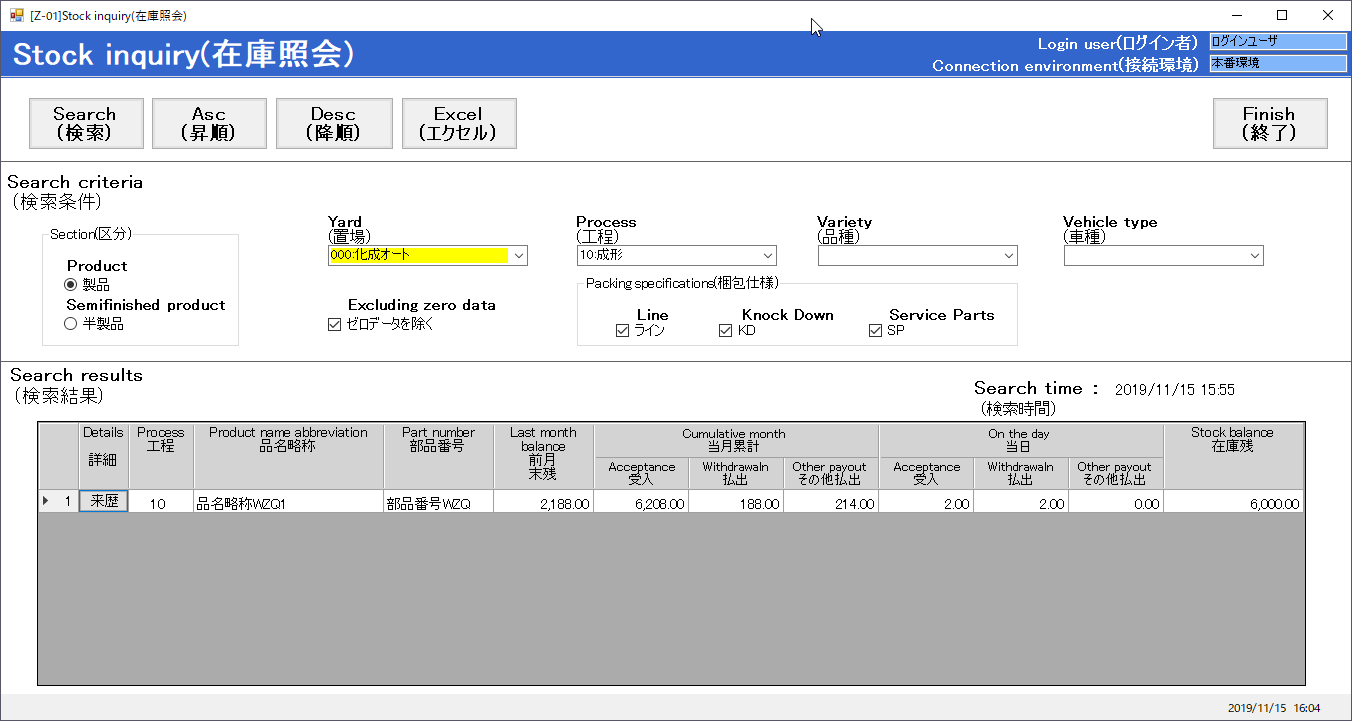 [Z-01]Stock inquiry(在庫照会)
Stock inquiry(在庫照会)
Login user(ログイン者)
ログインユーザ
Connection environment(接続環境)
本番環境
Search
(検索)
Asc
(昇順)
Desc
(降順)
Excel
(エクセル)
Finish
(終了)
Search criteria
(検索条件)
Section(区分)
Product
製品
Semifinished product
半製品
Yard
(置場)
000:化成オート
Excluding zero data
ゼロデータを除く
Process
(工程)
10:成形
Variety
(品種)
Vehicle type
(車種)
Packing specifications(梱包仕様)
Line
ライン
Knock Down
KD
Service Parts
SP
Search results
(検索結果)
Search time : 2019/11/15 15:55
(検索時間)
Details
詳細
Process
工程
Product name abbreviation
品名略称
Part number
部品番号
Last month
balance
前月
末残
Cumulative month
当月累計
Acceptance
受入
Withdrawaln
払出
Other payout
その他払出
On the day
当日
Acceptance
受入
Withdrawaln
払出
Other payout
その他払出
Stock balance
在庫残
1 来歴 10 品名略称WZQ1 部品番号WZQ 2,188.00 6,208.00 188.00 214.00 2.00 2.00 0.00 6,000.00
2019/11/15 16:04